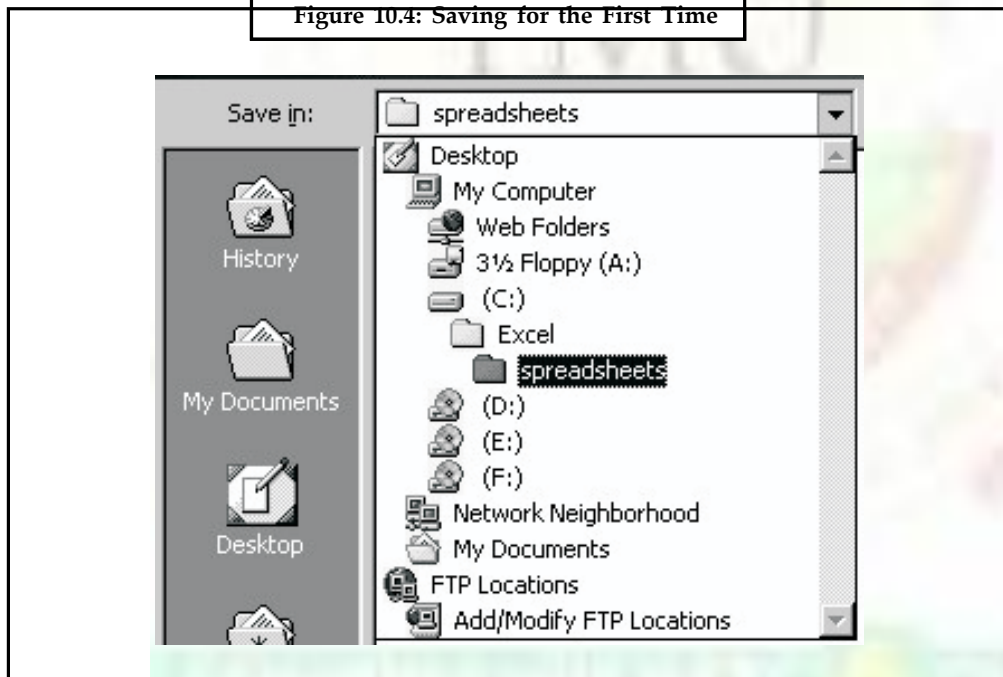 Figure 10.4: Saving for the First Time
Save in:
spreadsheets
Desktop
My Computer
Web Folders
3½ Floppy (A:)
(C:)
Excel
spreadsheets
(D:)
(E:)
(F:)
Network Neighborhood
My Documents
FTP Locations
Add/Modify FTP Locations
History
My Documents
Desktop